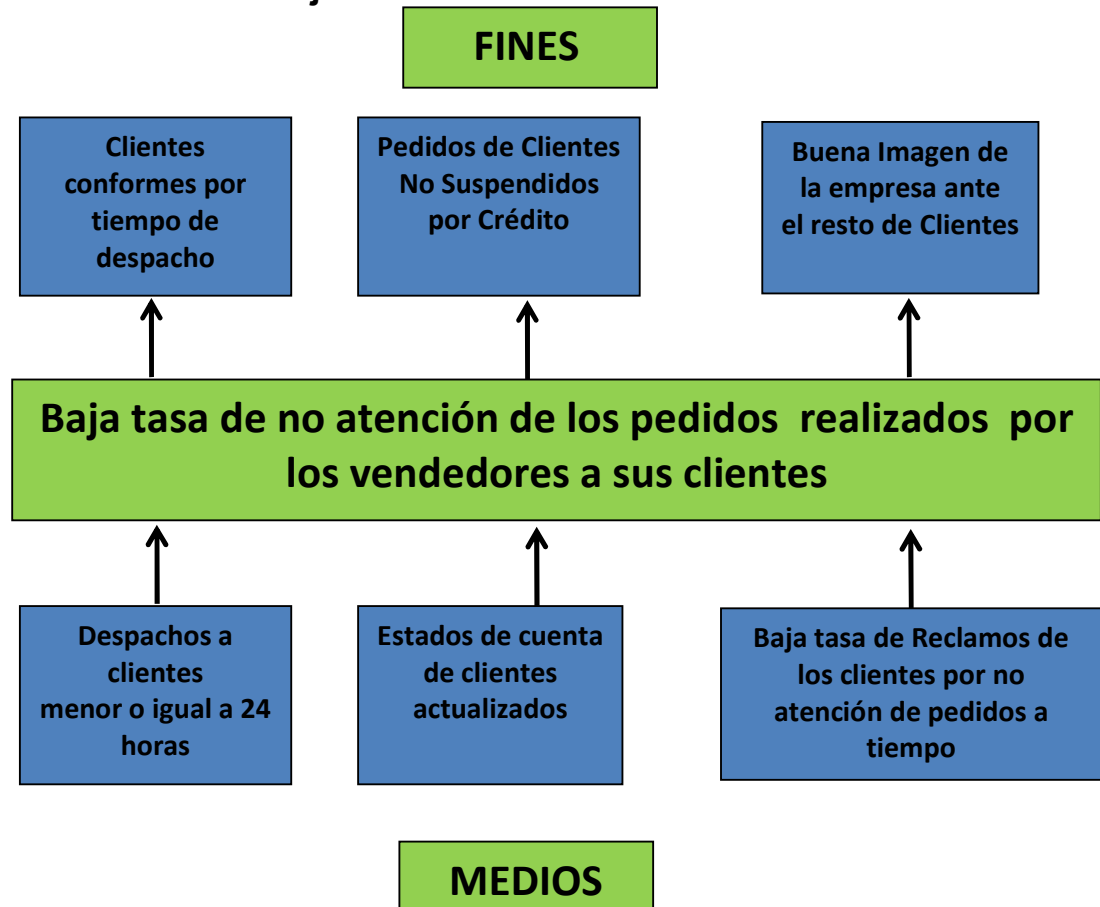 FINES
Clientes
conformes por
tiempo de
despacho
Pedidos de Clientes
No Suspendidos
por Crédito
Buena Imagen de
la empresa ante
el resto de Clientes
Baja tasa de no atención de los pedidos realizados por
los vendedores a sus clientes
Despachos a
clientes
menor o igual a 24
horas
Estados de cuenta
de clientes
actualizados
Baja tasa de Reclamos de
los clientes por no
atención de pedidos a
tiempo
MEDIOS